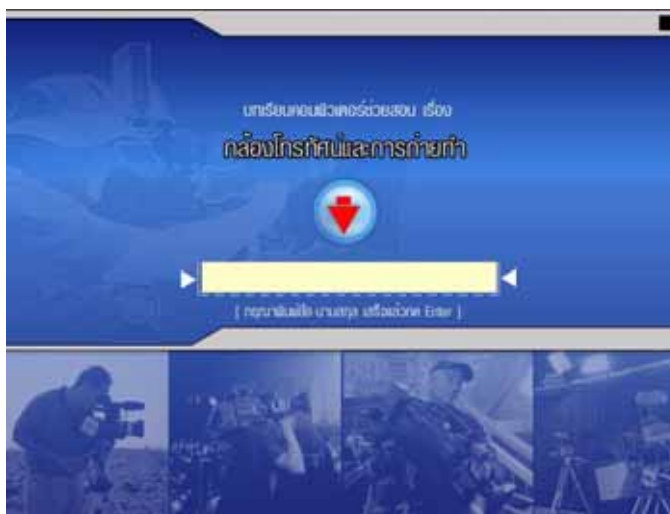 บทเรียนคอมพิวเตอร์ช่วยสอน เรื่อง
กล้องโทรทัศน์และการถ่ายทำ
[ กรุณาพิมพ์ชื่อ-นามสกุล เสร็จแล้วกด Enter ]